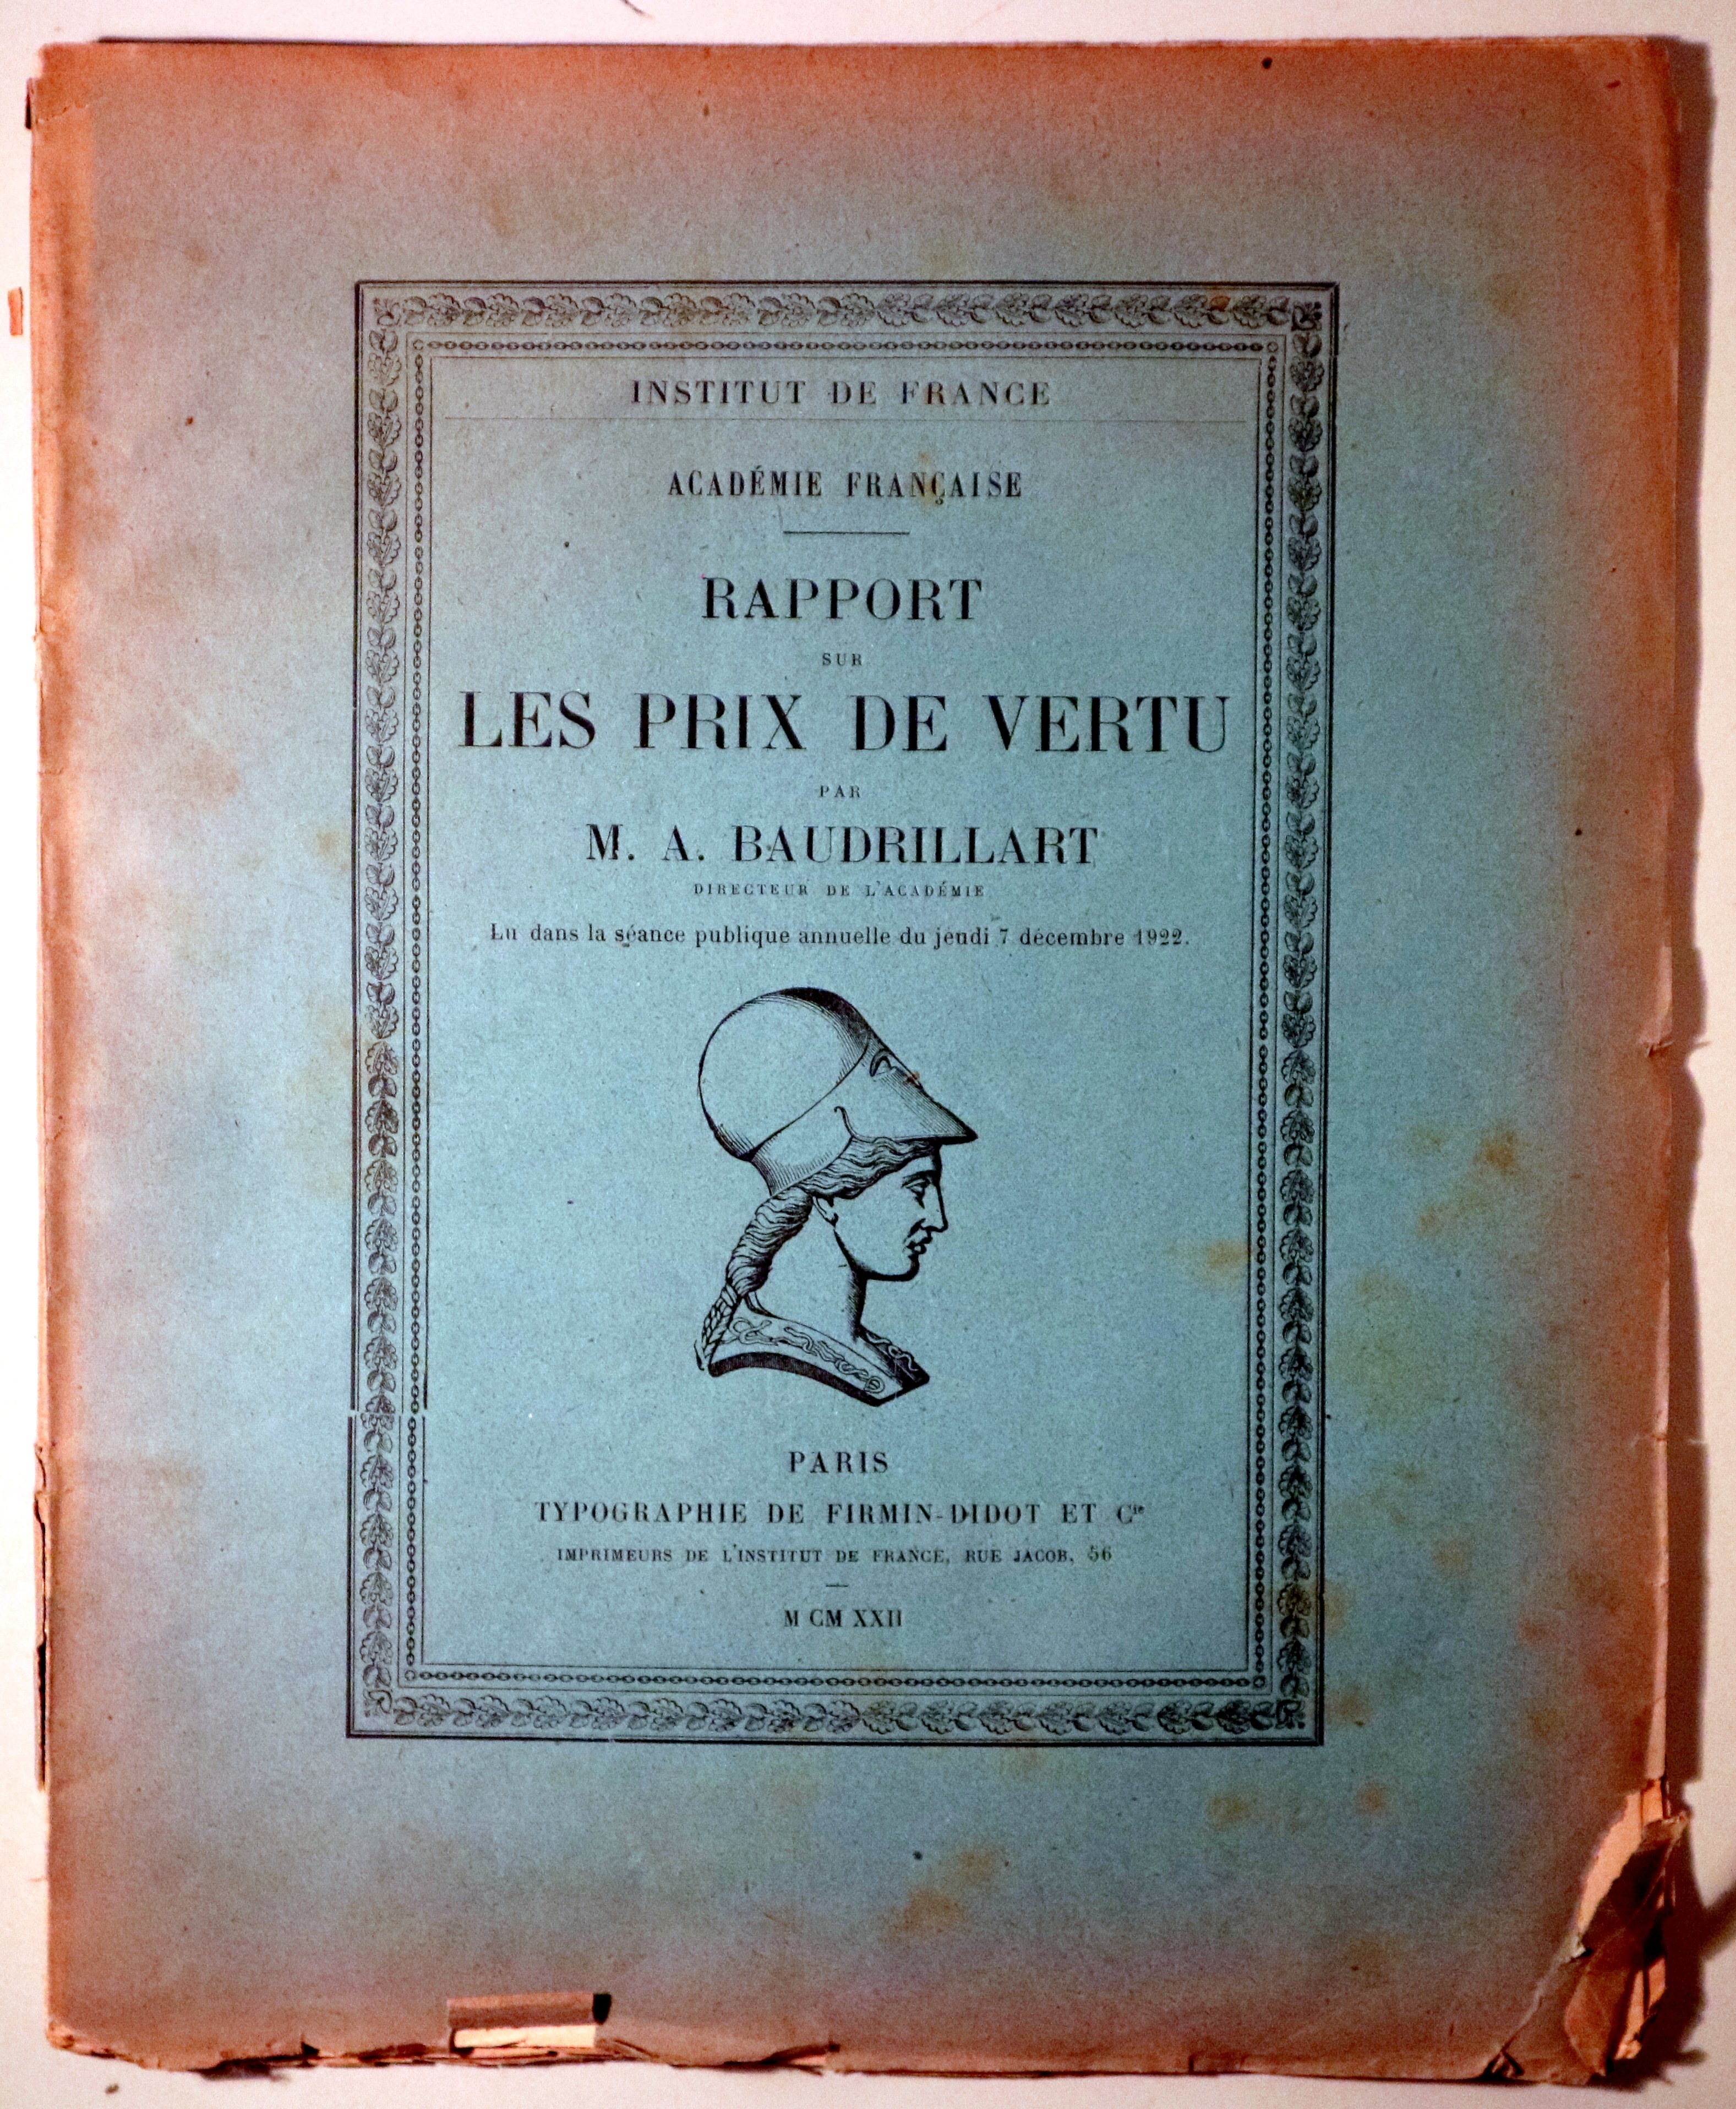 INSTITUT DE FRANCE
ACADÉMIE FRANÇAISE
RAPPORT
SUR
LES PRIX DE VERTU
PAR
M. A. BAUDRILLART
DIRECTEUR DE L'ACADÉMIE
Lu dans la séance publique annuelle du jeudi 7 décembre 1922.
PARIS
TYPOGRAPHIE DE FIRMIN-DIDOT ET Cie
IMPRIMEURS DE L'INSTITUT DE FRANCE, RUE JACOB, 56
M CM XXII